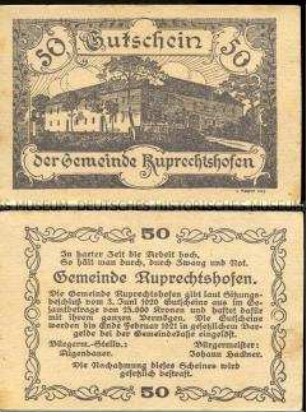 50 Gutschein 50
der Gemeinde Ruprechtshofen
50
In harter Zeit die Arbeit hoch.
So hält man durch, durch Zwang und Not.
Gemeinde Ruprechtshofen.
Die Gemeinde Ruprechtshofen gibt laut Sitzungs-
beschluß vom 3. Juni 1920 Gutscheine aus im Ge-
samtbetrage von 25.000 Kronen und haftet dafür
mit ihrem ganzen Vermögen. Die Gutscheine
werden bis Ende Februar 1921 in gesetzlichem Bar-
gelde bei der Gemeindekasse eingelöst.
Bürgerm.-Stellv.: Bürgermeister:
Johann
Die Nachahmung dieses Scheines wird
gesetzlich bestraft.
50